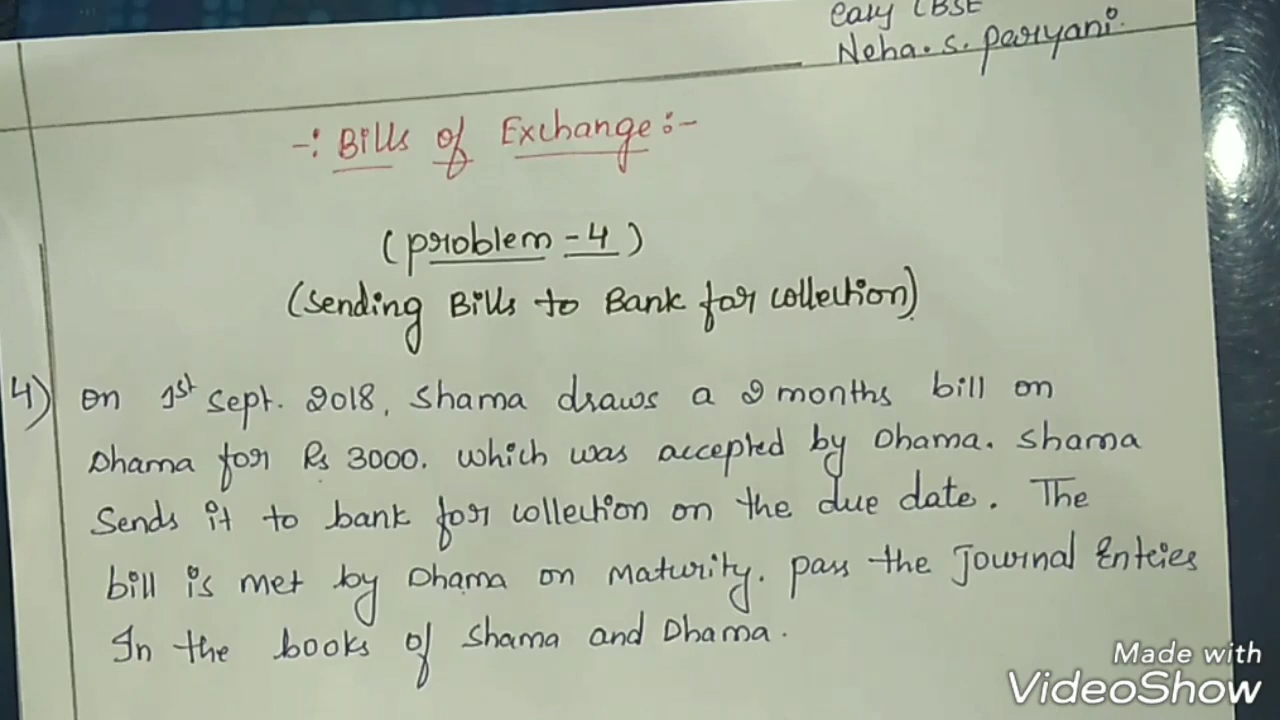 easy CBSE
Neha. S. Pariyani.
-: Bills of Exchange :-
(problem - 4)
(Sending Bills to Bank for collection)
4) On 1st Sept. 2018, Shama draws a 2 months bill on
Dhama for Rs 3000. which was accepted by Dhama. Shama
Sends it to bank for collection on the due date. The
bill is met by Dhama on maturity. pass the Journal Enteies
In the books of Shama and Dhama.
Made with
VideoShow